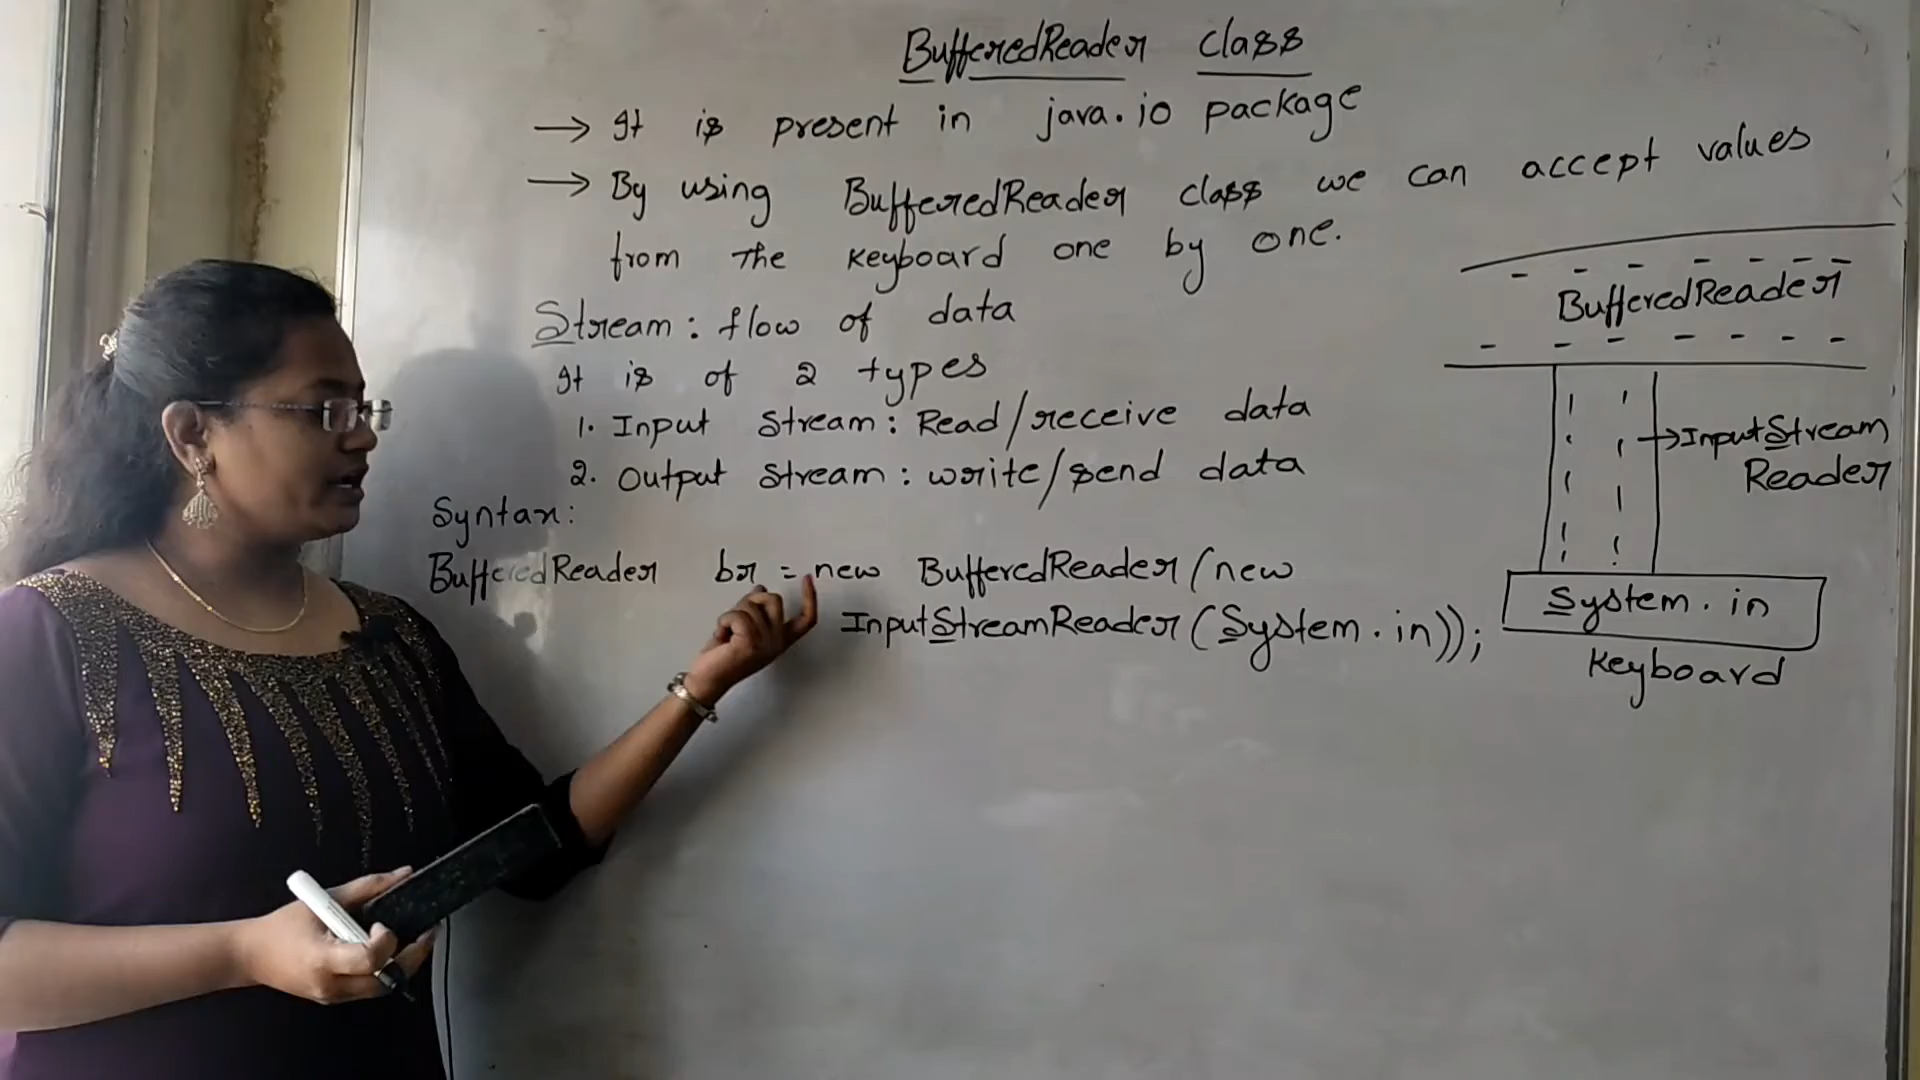 BufferedReader class
→ It is present in java.io package
→ By using BufferedReader class we can accept values
from the keyboard one by one.
Stream: flow of data
It is of 2 types
1. Input Stream: Read/receive data
2. Output Stream: write/send data
Syntax:
BufferedReader br = new BufferedReader(new
InputStreamReader(System.in));
BufferedReader
InputStream
Reader
System.in
Keyboard